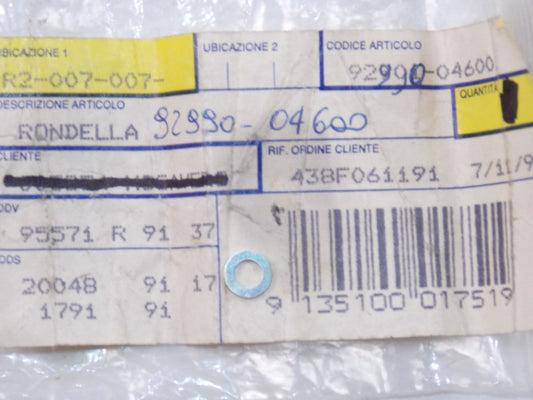 UBICAZIONE 1
UBICAZIONE 2
CODICE ARTICOLO
R2-007-007-
92990-04600
DESCRIZIONE ARTICOLO
QUANTITA
RONDELLA 92990-04600
CLIENTE
RIF. ORDINE CLIENTE
438F061191 7/11/9
DDV
95571 R 91 37
DDS
20048 91 17
1791 91
9 135100 017519